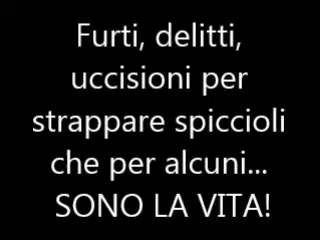 Furti, delitti,
uccisioni per
strappare spiccioli
che per alcuni...
SONO LA VITA!